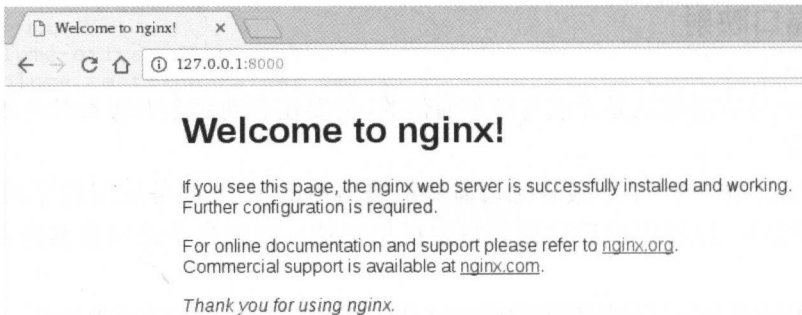 Welcome to nginx!
127.0.0.1:8000
Welcome to nginx!
If you see this page, the nginx web server is successfully installed and working.
Further configuration is required.
For online documentation and support please refer to nginx.org.
Commercial support is available at nginx.com.
Thank you for using nginx.